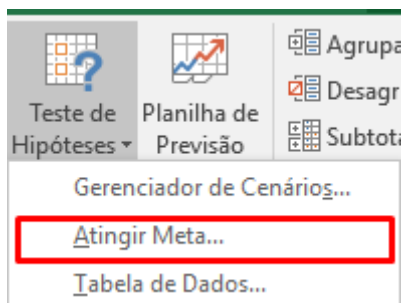 Teste de
Hipóteses
Planilha de
Previsão
Agrupa
Desagr
Subtota
Gerenciador de Cenários...
Atingir Meta...
Tabela de Dados...